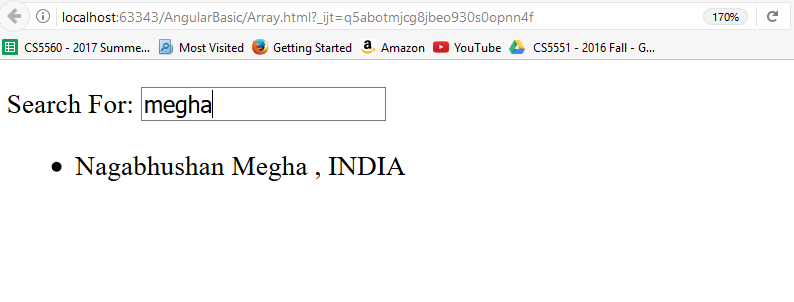 localhost:63343/AngularBasic/Array.html?_ijt=q5abotmjcg8jbeo930s0opnn4f 170%
CS5560 - 2017 Summe... Most Visited Getting Started Amazon YouTube CS5551 - 2016 Fall - G...
Search For: megha
• Nagabhushan Megha , INDIA